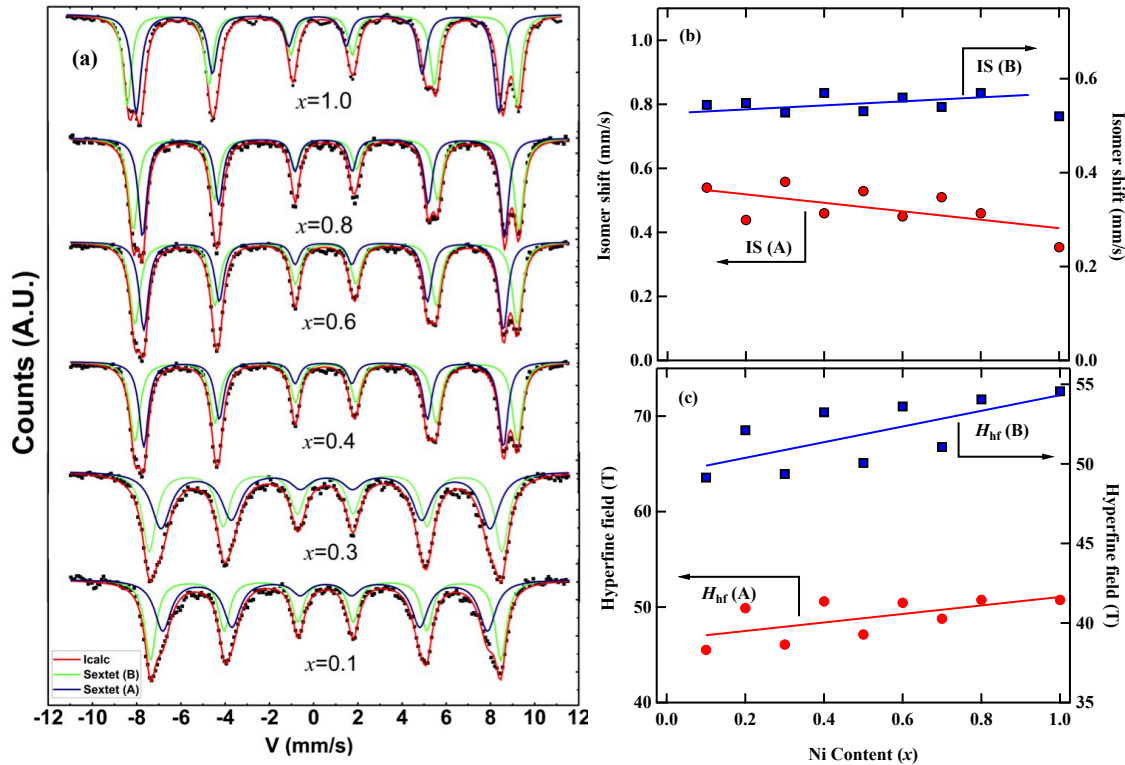 (a)
x=1.0
x=0.8
x=0.6
x=0.4
x=0.3
x=0.1
Counts (A.U.)
Icalc
Sextet (B)
Sextet (A)
-12 -10 -8 -6 -4 -2 0 2 4 6 8 10 12
V (mm/s)
(b)
1.0
0.8
0.6
0.4
0.2
0.0
Isomer shift (mm/s)
IS (B)
IS (A)
0.6
0.4
0.2
0.0
Isomer shift (mm/s)
(c)
70
60
50
40
Hyperfine field (T)
Hhf (B)
Hhf (A)
55
50
45
40
35
Hyperfine field (T)
0.0 0.2 0.4 0.6 0.8 1.0
Ni Content (x)